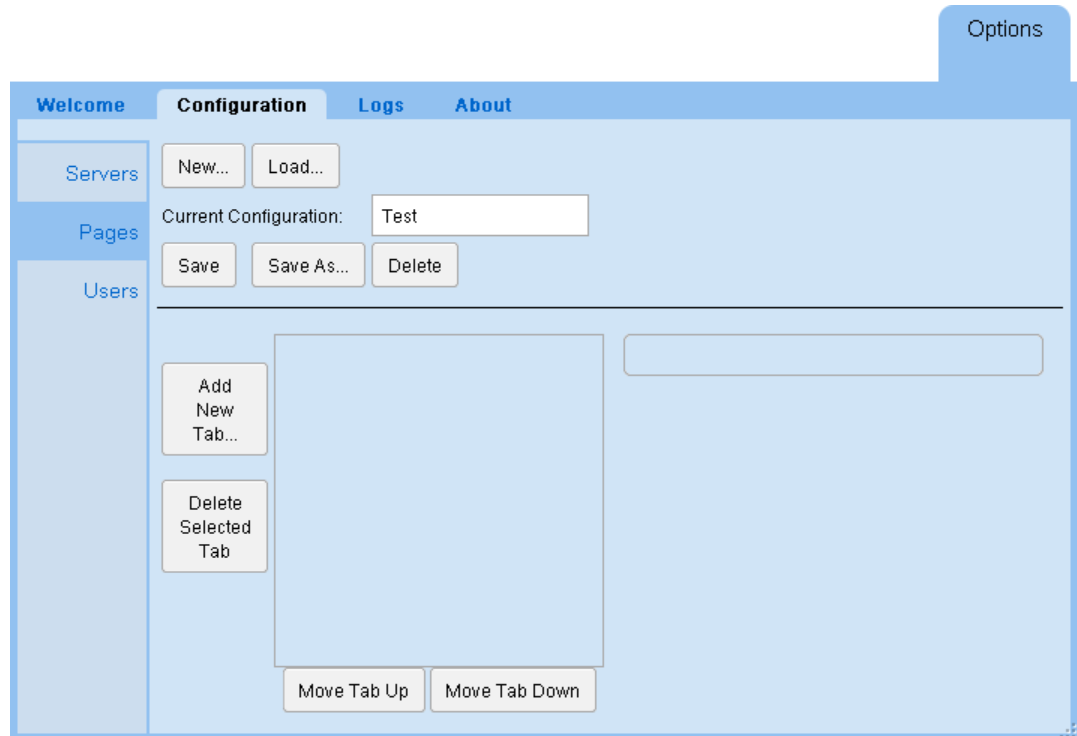 Options
Welcome Configuration Logs About
Servers
Pages
Users
New... Load...
Current Configuration: Test
Save Save As... Delete
Add
New
Tab...
Delete
Selected
Tab
Move Tab Up Move Tab Down